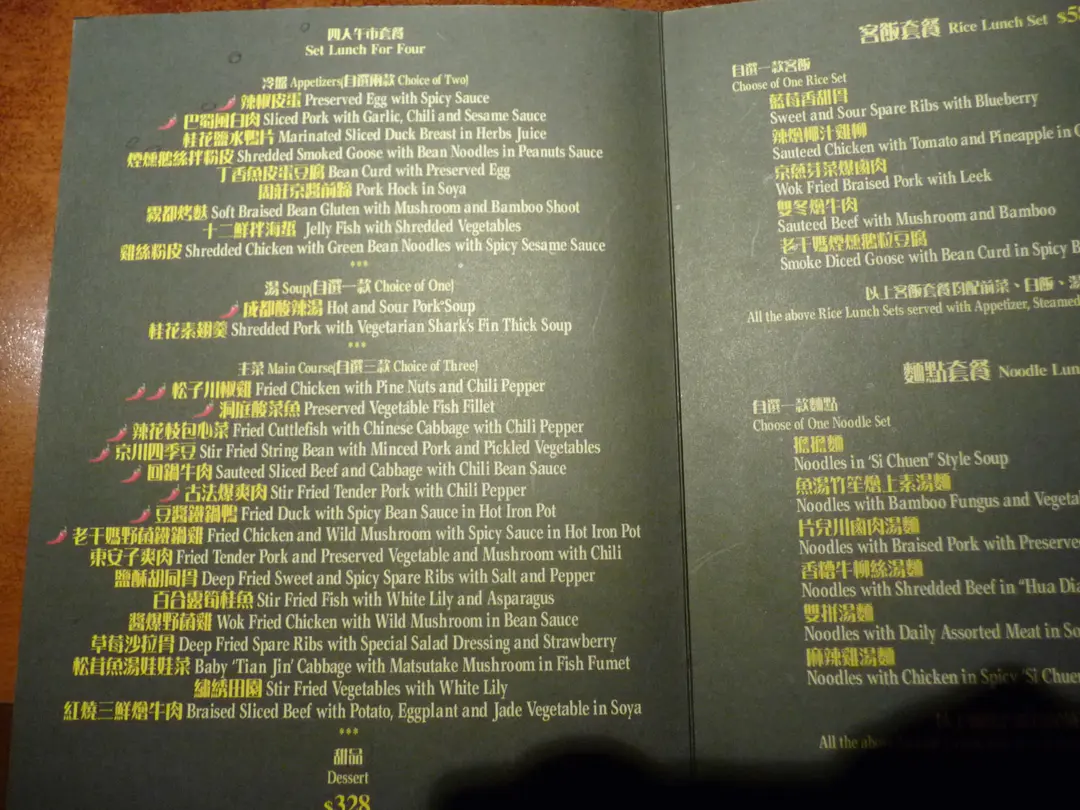 四人午市套餐
Set Lunch For Four
冷盤 Appetizers(自選兩款 Choice of Two)
辣椒皮蛋 Preserved Egg with Spicy Sauce
巴蜀風白肉 Sliced Pork with Garlic, Chili and Sesame Sauce
桂花鹽水鴨片 Marinated Sliced Duck Breast in Herbs Juice
煙燻鵝絲拌粉皮 Shredded Smoked Goose with Bean Noodles in Peanuts Sauce
丁香魚皮蛋豆腐 Bean Curd with Preserved Egg
周莊京醬前蹄 Pork Hock in Soya
霧都烤麩 Soft Braised Bean Gluten with Mushroom and Bamboo Shoot
十二鮮拌海蜇 Jelly Fish with Shredded Vegetables
雞絲粉皮 Shredded Chicken with Green Bean Noodles with Spicy Sesame Sauce
***
湯 Soup(自選一款 Choice of One)
成都酸辣湯 Hot and Sour Pork Soup
桂花素翅羹 Shredded Pork with Vegetarian Shark's Fin Thick Soup
***
主菜 Main Course(自選三款 Choice of Three)
松子川椒雞 Fried Chicken with Pine Nuts and Chili Pepper
洞庭酸菜魚 Preserved Vegetable Fish Fillet
辣花枝包心菜 Fried Cuttlefish with Chinese Cabbage with Chili Pepper
京川四季豆 Stir Fried String Bean with Minced Pork and Pickled Vegetables
回鍋牛肉 Sauteed Sliced Beef and Cabbage with Chili Bean Sauce
古法爆爽肉 Stir Fried Tender Pork with Chili Pepper
豆醬鐵鍋鴨 Fried Duck with Spicy Bean Sauce in Hot Iron Pot
老干媽野菌鐵鍋雞 Fried Chicken and Wild Mushroom with Spicy Sauce in Hot Iron Pot
東安子爽肉 Fried Tender Pork and Preserved Vegetable and Mushroom with Chili
鹽酥胡同骨 Deep Fried Sweet and Spicy Spare Ribs with Salt and Pepper
百合露筍桂魚 Stir Fried Fish with White Lily and Asparagus
醬爆野菌雞 Wok Fried Chicken with Wild Mushroom in Bean Sauce
草莓沙拉骨 Deep Fried Spare Ribs with Special Salad Dressing and Strawberry
松茸魚湯娃娃菜 Baby 'Tian Jin' Cabbage with Matsutake Mushroom in Fish Fumet
繡綉田園 Stir Fried Vegetables with White Lily
紅燒三鮮燴牛肉 Braised Sliced Beef with Potato, Eggplant and Jade Vegetable in Soya
***
甜品
Dessert
$328
客飯套餐 Rice Lunch Set
自選一款客飯
Choose of One Rice Set
藍莓香甜骨
Sweet and Sour Spare Ribs with Blueberry
辣燴椰汁雞柳
Sauteed Chicken with Tomato and Pineapple in
京葱芽菜爆鹵肉
Wok Fried Braised Pork with Leek
雙冬燴牛肉
Sauteed Beef with Mushroom and Bamboo
老干媽煙燻鵝粒豆腐
Smoke Diced Goose with Bean Curd in Spicy
以上客飯套餐均配前菜、白飯、湯
All the above Rice Lunch Sets served with Appetizer, Steamed
麵點套餐 Noodle
自選一款麵點
Choose of One Noodle Set
擔擔麵
Noodles in 'Si Chuen" Style Soup
魚湯竹笙燴上素湯麵
Noodles with Bamboo Fungus and
片兒川鹵肉湯麵
Noodles with Braised Pork with
香糟牛柳絲湯麵
Noodles with Shredded Beef in "Hua
雙拼湯麵
Noodles with Daily Assorted Meat in
麻辣雞湯麵
Noodles with Chicken in Spicy 'Si Chuen
All the